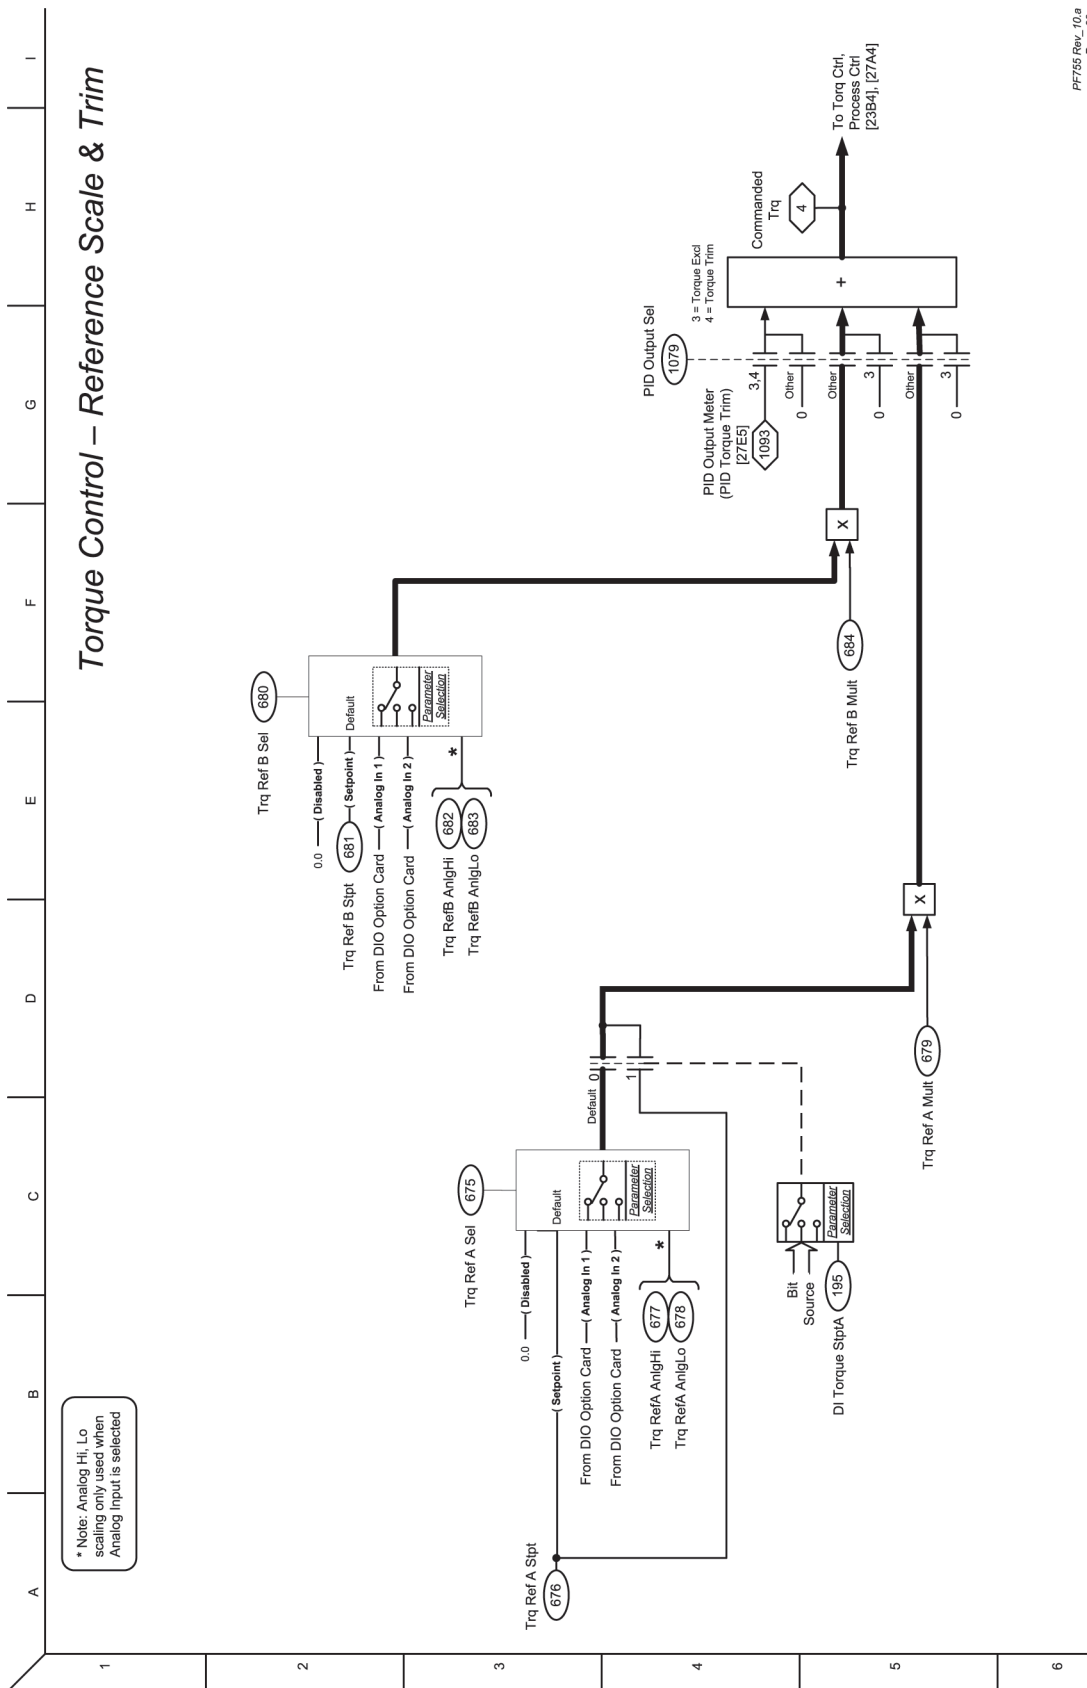 Torque Control – Reference Scale & Trim
A
B
C
D
E
F
G
H
I
1
2
3
4
5
6
* Note: Analog Hi, Lo
scaling only used when
Analog Input is selected
Trq Ref B Sel
680
0.0
( Disabled )
Trq Ref B Stpt
681
( Setpoint )
Default
From DIO Option Card
( Analog In 1 )
From DIO Option Card
( Analog In 2 )
Parameter
Selection
Trq RefB AnlgHi
682
Trq RefB AnlgLo
683
*
Trq Ref A Sel
675
0.0
( Disabled )
Trq Ref A Stpt
676
( Setpoint )
Default
From DIO Option Card
( Analog In 1 )
From DIO Option Card
( Analog In 2 )
Parameter
Selection
Trq RefA AnlgHi
677
Trq RefA AnlgLo
678
*
Default
0
1
Bit
Source
DI Torque StptA
195
Parameter
Selection
Trq Ref B Mult
684
X
Trq Ref A Mult
679
X
PID Output Sel
1079
3 = Torque Excl
4 = Torque Trim
PID Output Meter
(PID Torque Trim)
[27E5]
1093
3,4
Other
0
Other
3
0
Other
3
0
+
Commanded
Trq
4
To Torq Ctrl,
Process Ctrl
[23B4], [27A4]
PF755 Rev_10.a